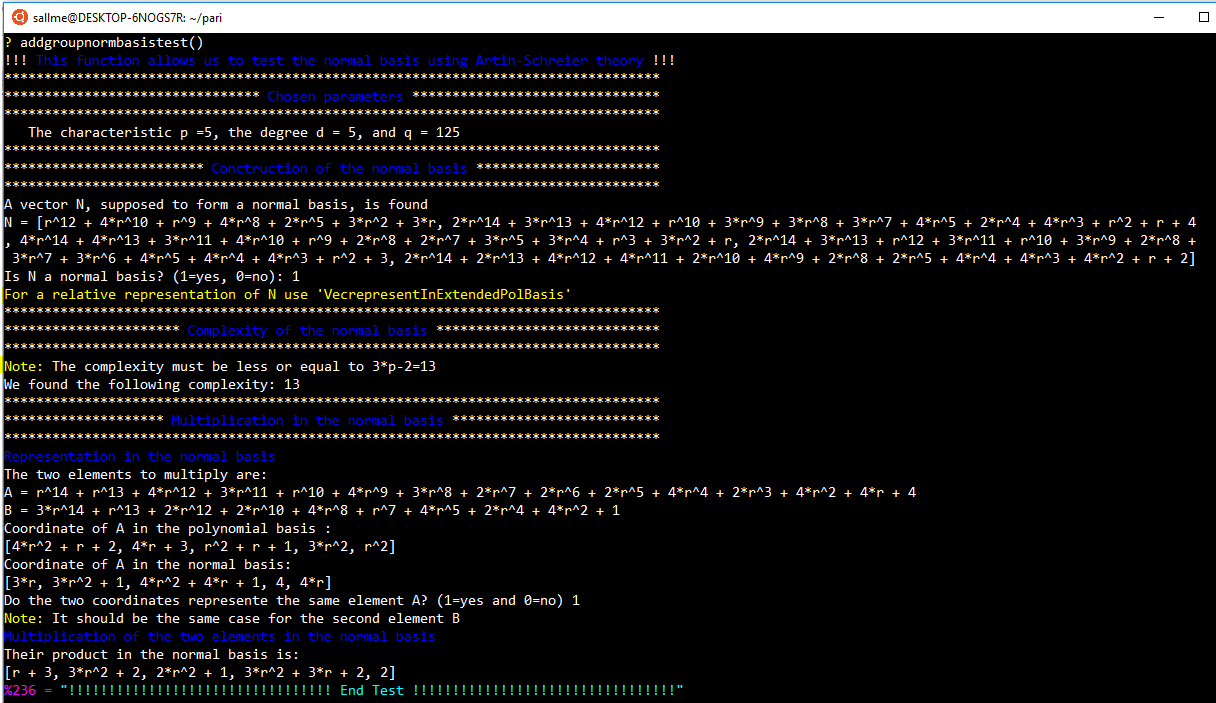 sallme@DESKTOP-6NOGS7R: ~/pari
? addgroupnormbasistest()
!!! This function allows us to test the normal basis using Artin-Schreier theory !!!
**********************************************************************************
******************************** Chosen parameters *******************************
**********************************************************************************
The characteristic p =5, the degree d = 5, and q = 125
**********************************************************************************
************************* Conctruction of the normal basis ***********************
**********************************************************************************
A vector N, supposed to form a normal basis, is found
N = [r^12 + 4*r^10 + r^9 + 4*r^8 + 2*r^5 + 3*r^2 + 3*r, 2*r^14 + 3*r^13 + 4*r^12 + r^10 + 3*r^9 + 3*r^8 + 3*r^7 + 4*r^5 + 2*r^4 + 4*r^3 + r^2 + r + 4
, 4*r^14 + 4*r^13 + 3*r^11 + 4*r^10 + r^9 + 2*r^8 + 2*r^7 + 3*r^5 + 3*r^4 + r^3 + 3*r^2 + r, 2*r^14 + 3*r^13 + r^12 + 3*r^11 + r^10 + 3*r^9 + 2*r^8 +
3*r^7 + 3*r^6 + 4*r^5 + 4*r^4 + 4*r^3 + r^2 + 3, 2*r^14 + 2*r^13 + 4*r^12 + 4*r^11 + 2*r^10 + 4*r^9 + 2*r^8 + 2*r^5 + 4*r^4 + 4*r^3 + 4*r^2 + r + 2]
Is N a normal basis? (1=yes, 0=no): 1
For a relative representation of N use 'VecrepresentInExtendedPolBasis'
**********************************************************************************
********************** Complexity of the normal basis ****************************
**********************************************************************************
Note: The complexity must be less or equal to 3*p-2=13
We found the following complexity: 13
**********************************************************************************
******************** Multiplication in the normal basis **************************
**********************************************************************************
Representation in the normal basis
The two elements to multiply are:
A = r^14 + r^13 + 4*r^12 + 3*r^11 + r^10 + 4*r^9 + 3*r^8 + 2*r^7 + 2*r^6 + 2*r^5 + 4*r^4 + 2*r^3 + 4*r^2 + 4*r + 4
B = 3*r^14 + r^13 + 2*r^12 + 2*r^10 + 4*r^8 + r^7 + 4*r^5 + 2*r^4 + 4*r^2 + 1
Coordinate of A in the polynomial basis :
[4*r^2 + r + 2, 4*r + 3, r^2 + r + 1, 3*r^2, r^2]
Coordinate of A in the normal basis:
[3*r, 3*r^2 + 1, 4*r^2 + 4*r + 1, 4, 4*r]
Do the two coordinates represente the same element A? (1=yes and 0=no) 1
Note: It should be the same case for the second element B
Multiplication of the two elements in the normal basis
Their product in the normal basis is:
[r + 3, 3*r^2 + 2, 2*r^2 + 1, 3*r^2 + 3*r + 2, 2]
%236 = "!!!!!!!!!!!!!!!!!!!!!!!!!!!!!!!!! End Test !!!!!!!!!!!!!!!!!!!!!!!!!!!!!!!!!"